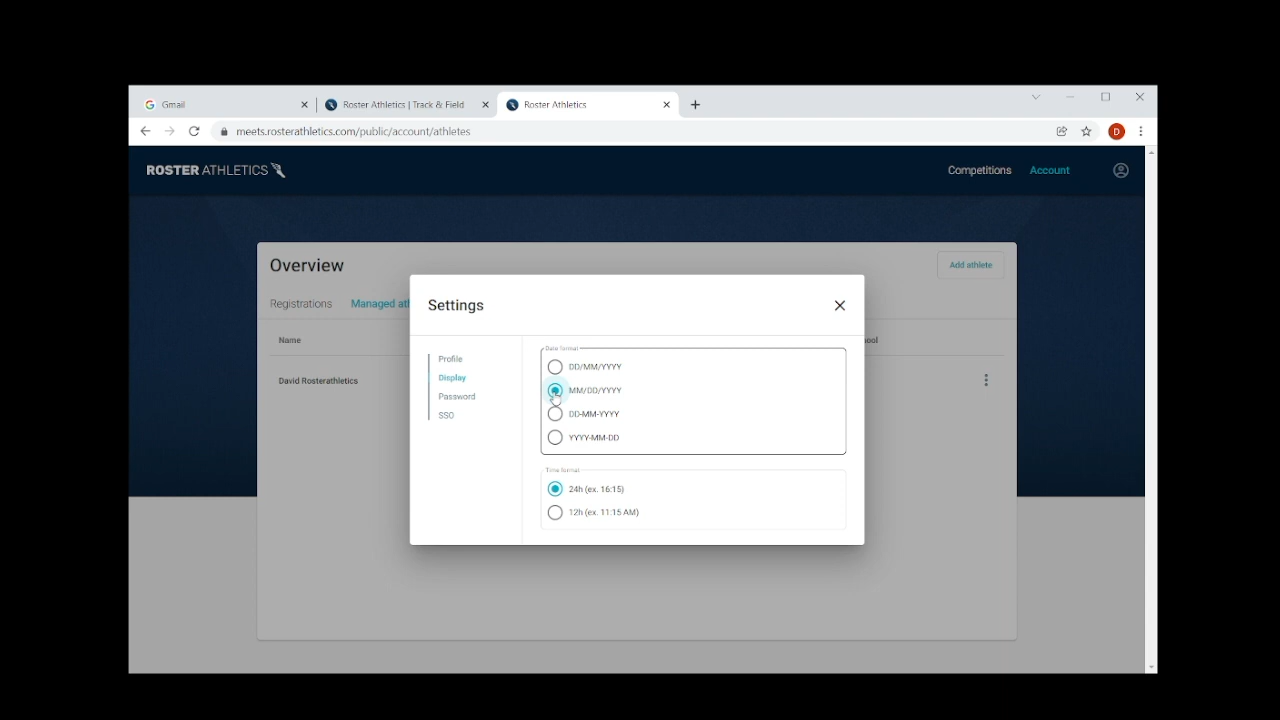 Gmail
Roster Athletics | Track & Field
Roster Athletics
meets.rosterathletics.com/public/account/athletes
D
ROSTER ATHLETICS
Competitions
Account
Overview
Add athlete
Registrations
Managed ath
Name
ool
David Rosterathletics
Settings
Profile
Display
Password
SSO
Date format
DD/MM/YYYY
MM/DD/YYYY
DD-MM-YYYY
YYYY-MM-DD
Time format
24h (ex. 16:15)
12h (ex. 11:15 AM)